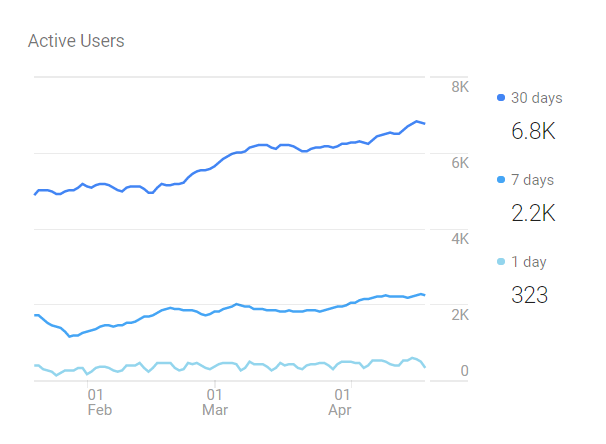 Active Users
8K
6K
4K
2K
0
01
Feb
01
Mar
01
Apr
30 days
6.8K
7 days
2.2K
1 day
323